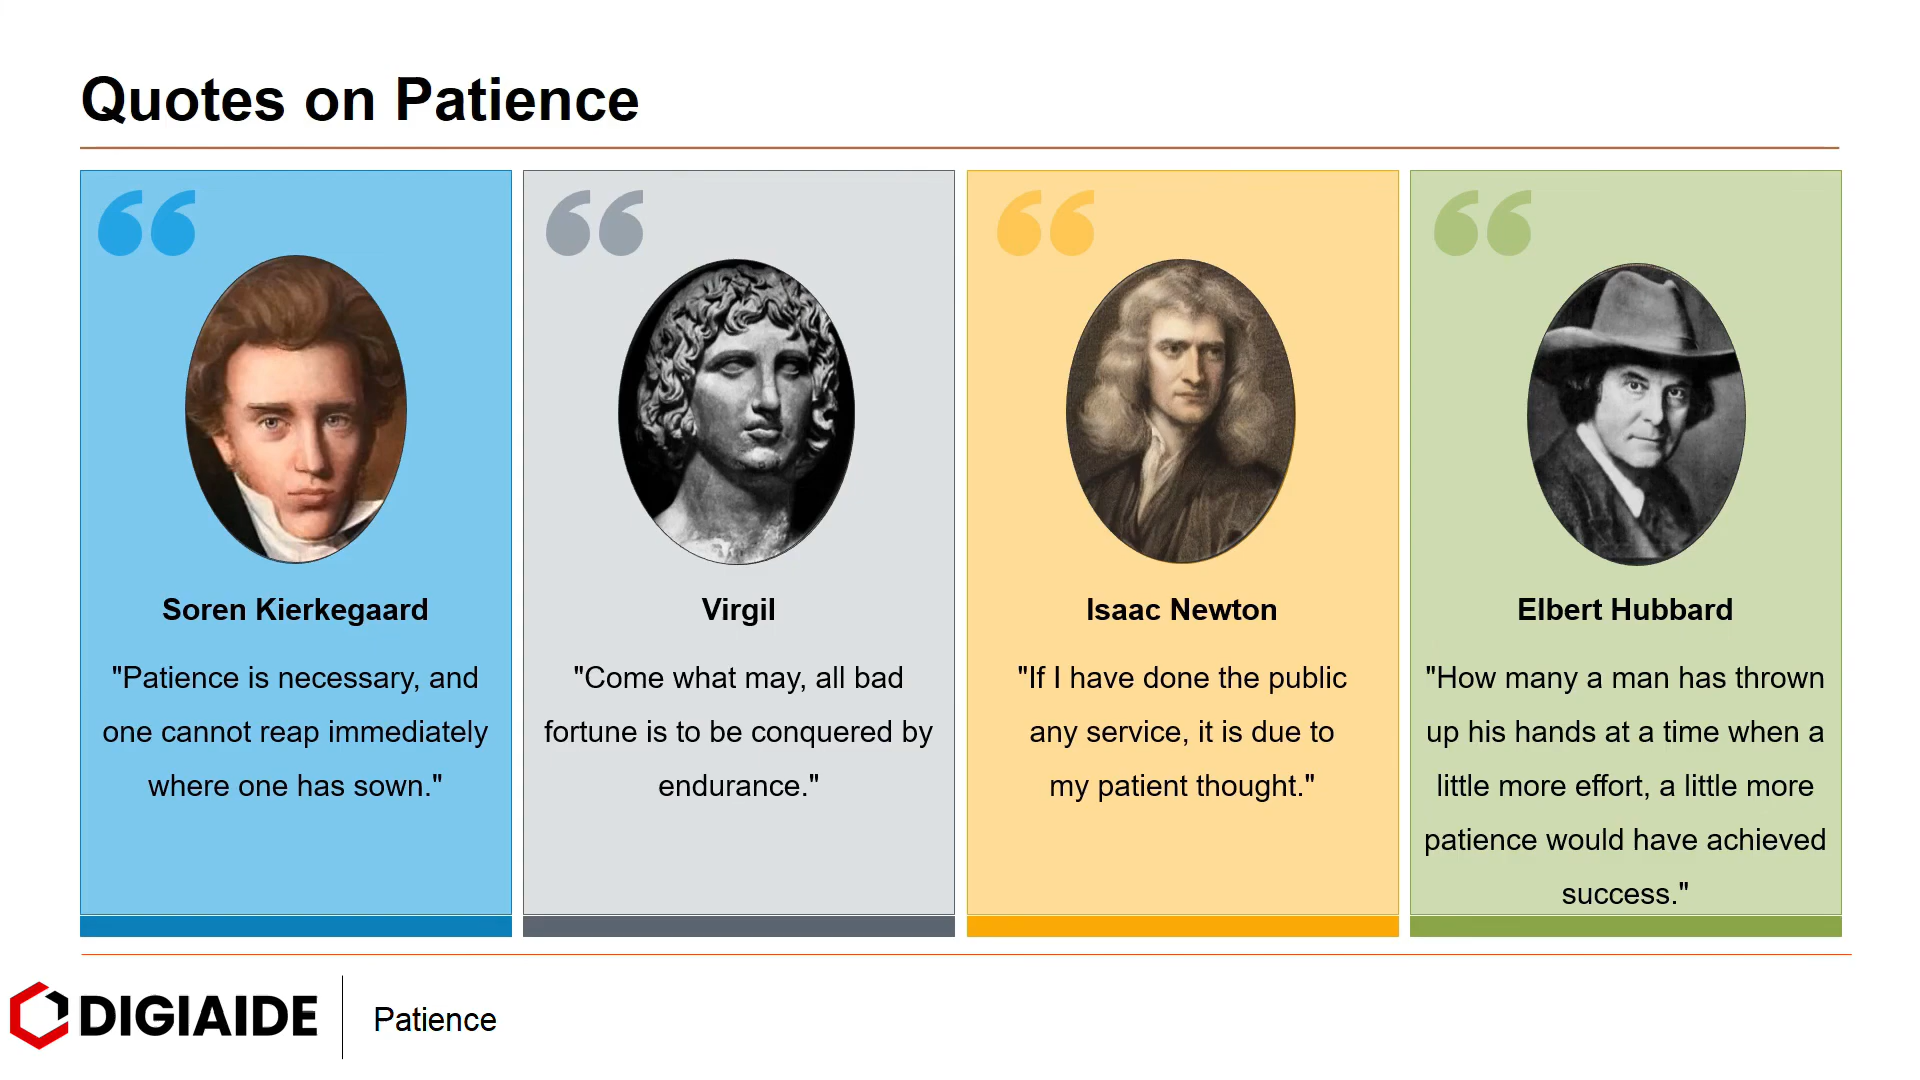 Quotes on Patience
Soren Kierkegaard
"Patience is necessary, and
one cannot reap immediately
where one has sown."
Virgil
"Come what may, all bad
fortune is to be conquered by
endurance."
Isaac Newton
"If I have done the public
any service, it is due to
my patient thought."
Elbert Hubbard
"How many a man has thrown
up his hands at a time when a
little more effort, a little more
patience would have achieved
success."
DIGIAIDE
Patience